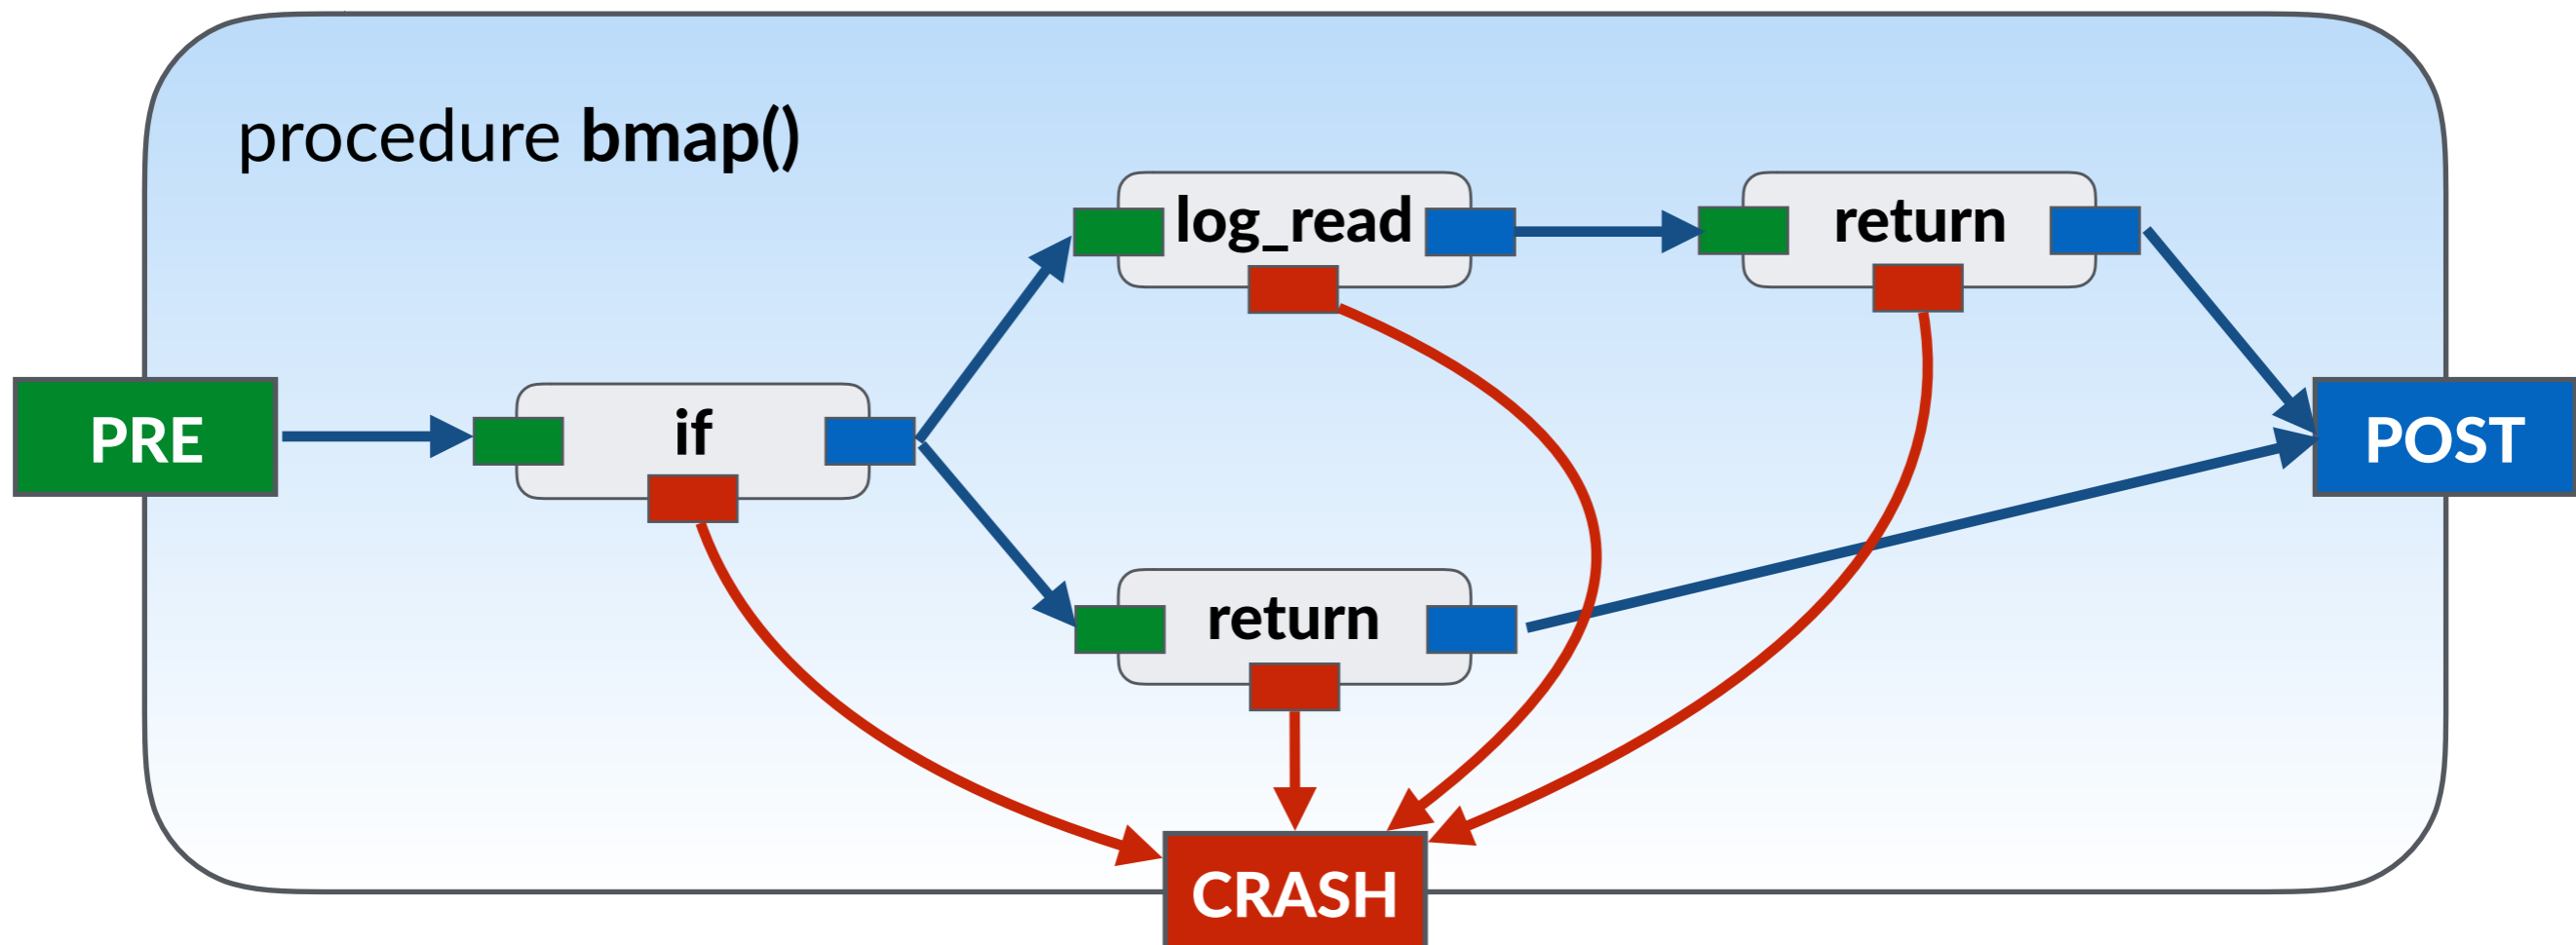 procedure bmap()
log_read
return
PRE
if
POST
return
CRASH